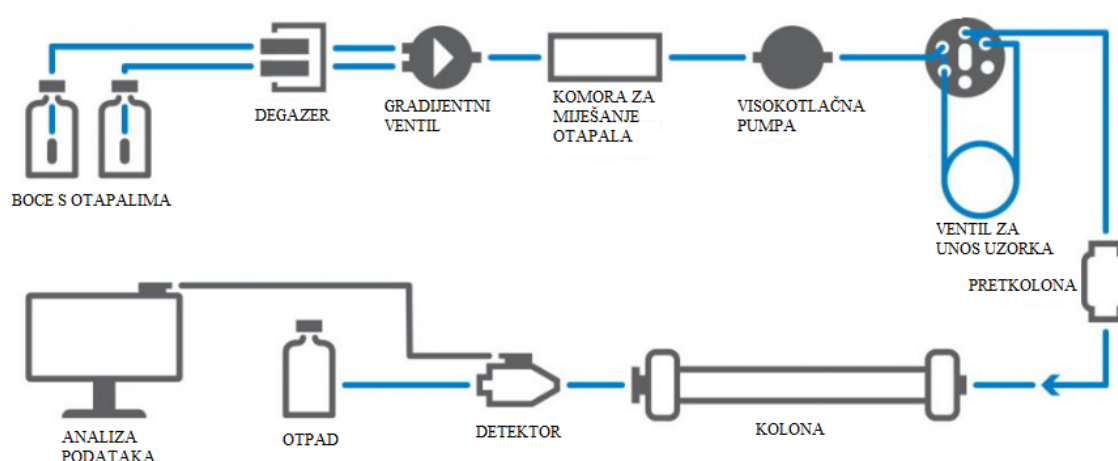 DEGAZER
GRADIJENTNI
VENTIL
KOMORA ZA
MIJEŠANJE
OTAPALA
VISOKOTLAČNA
PUMPA
BOCE S OTAPALIMA
VENTIL ZA
UNOS UZORKA
PRETKOLONA
ANALIZA
PODATAKA
OTPAD
DETEKTOR
KOLONA